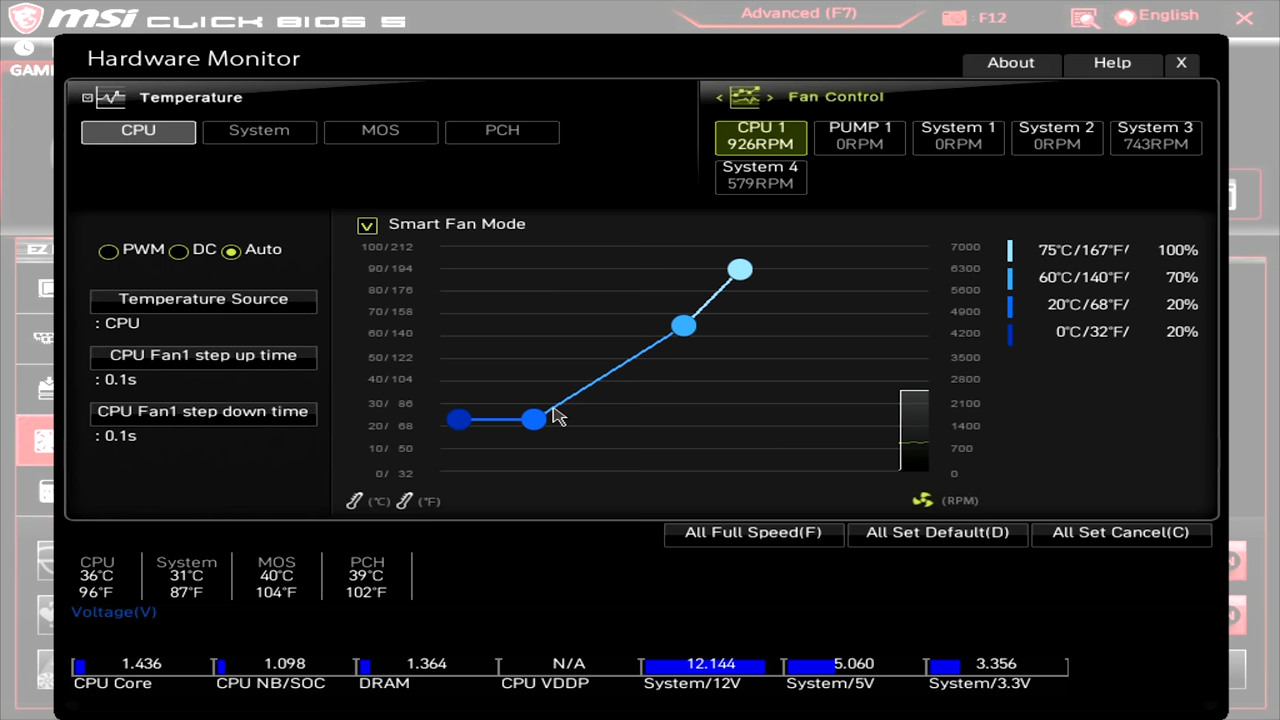 msi CLICK BIOS 5
Advanced (F7)
F12
English
GAM
EZ
Hardware Monitor
About
Help
X
Temperature
CPU
System
MOS
PCH
Fan Control
CPU 1
926RPM
PUMP 1
0RPM
System 1
0RPM
System 2
0RPM
System 3
743RPM
System 4
579RPM
PWM
DC
Auto
Temperature Source
: CPU
CPU Fan1 step up time
: 0.1s
CPU Fan1 step down time
: 0.1s
Smart Fan Mode
100/212
90/194
80/176
70/158
60/140
50/122
40/104
30/ 86
20/ 68
10/ 50
0/ 32
(℃)
(℉)
7000
6300
5600
4900
4200
3500
2800
2100
1400
700
0
(RPM)
75℃/167℉/ 100%
60℃/140℉/ 70%
20℃/68℉/ 20%
0℃/32℉/ 20%
All Full Speed(F)
All Set Default(D)
All Set Cancel(C)
CPU
36℃
96℉
System
31℃
87℉
MOS
40℃
104℉
PCH
39℃
102℉
Voltage(V)
1.436
CPU Core
1.098
CPU NB/SOC
1.364
DRAM
N/A
CPU VDDP
12.144
System/12V
5.060
System/5V
3.356
System/3.3V